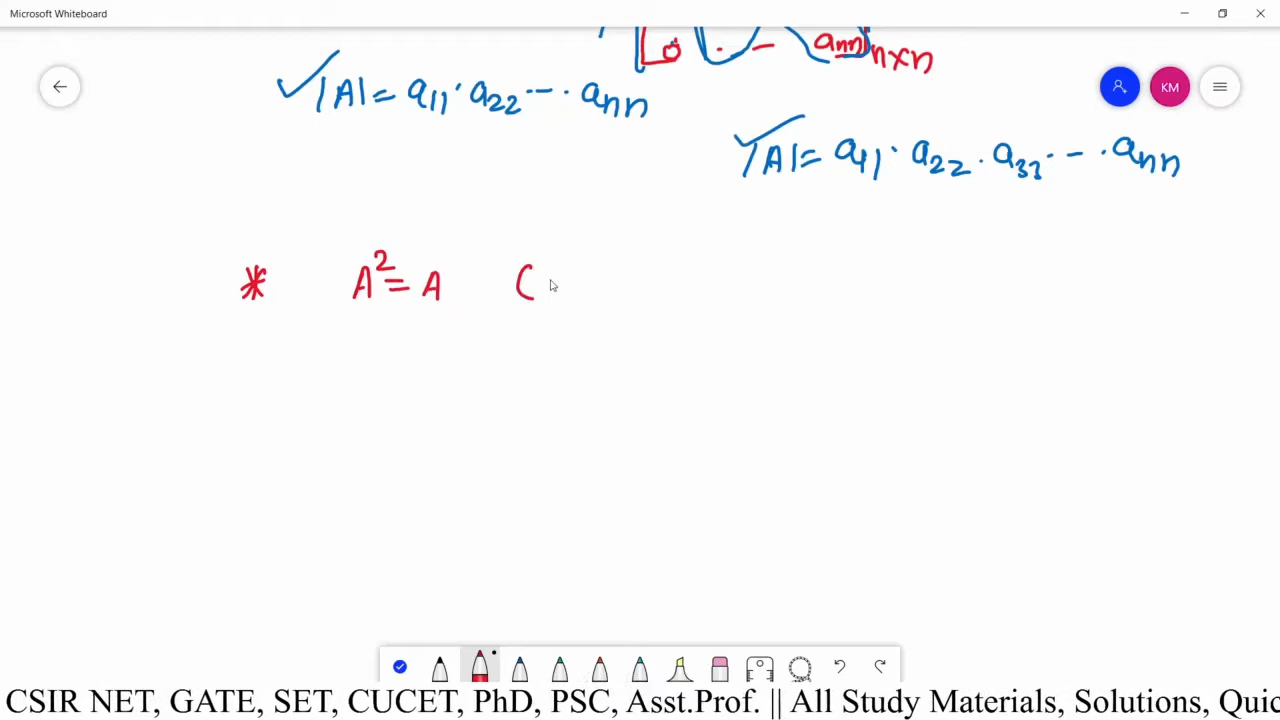 Microsoft Whiteboard
ann n×n
|A| = a11 · a22 -- · ann
KM
|A| = a11 · a22 · a33 · - · ann
* A² = A (
CSIR NET, GATE, SET, CUCET, PhD, PSC, Asst.Prof. || All Study Materials, Solutions, Quic